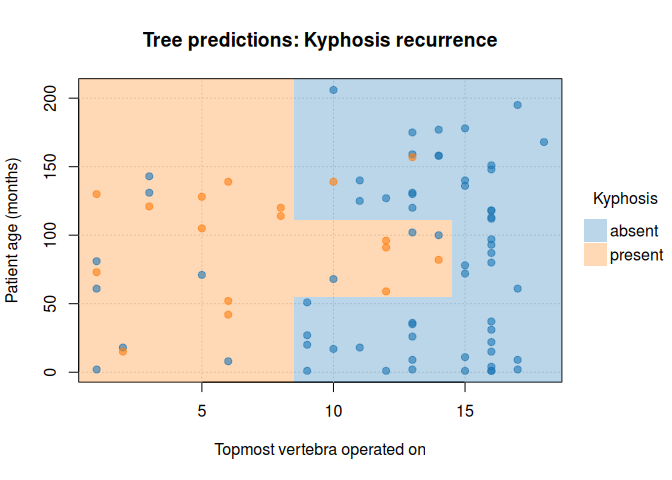 Tree predictions: Kyphosis recurrence
Patient age (months)
200
150
100
50
0
5 10 15
Topmost vertebra operated on
Kyphosis
absent
present